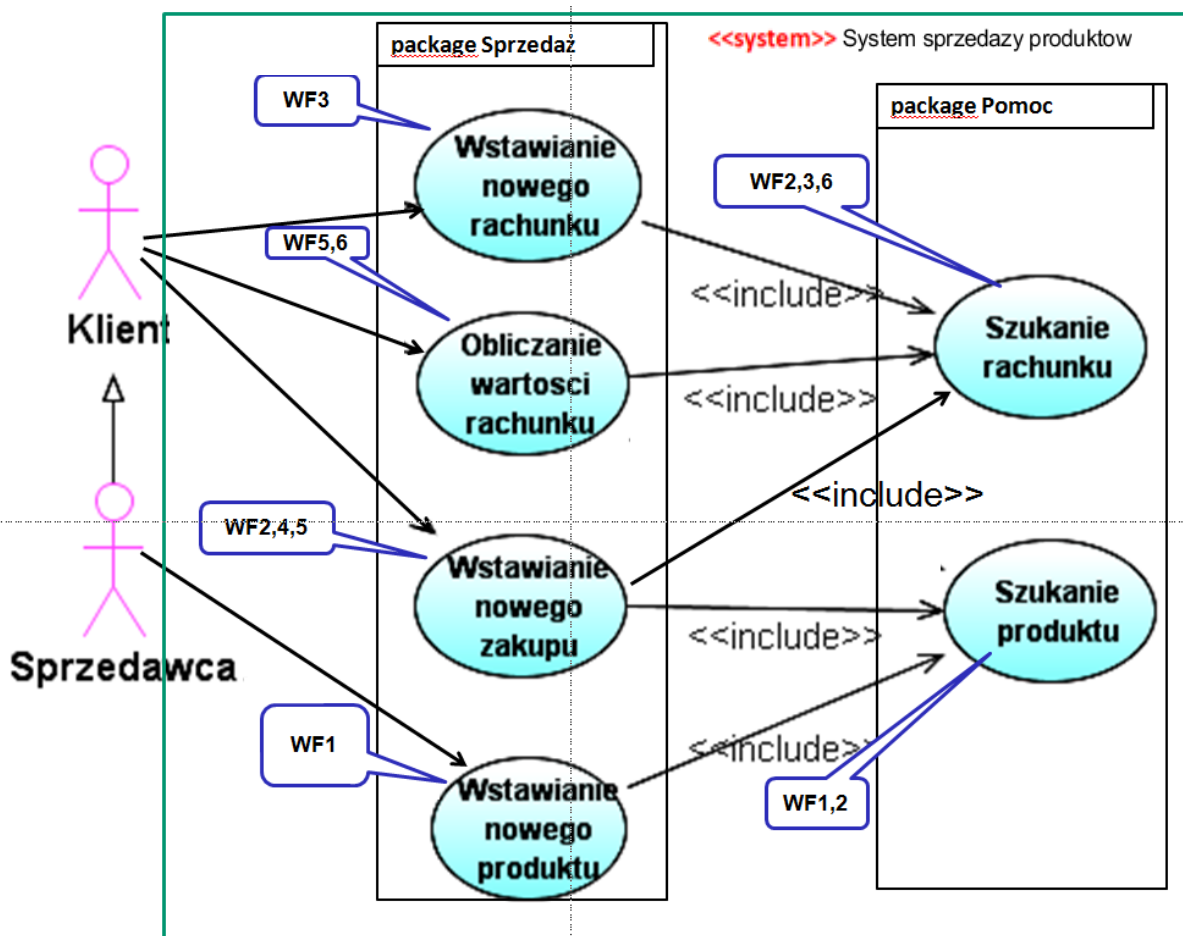 package Sprzedaż
<<system>> System sprzedazy produktow
package Pomoc
WF3
Wstawianie
nowego
rachunku
WF2,3,6
WF5,6
<<include>>
Klient
Obliczanie
wartosci
rachunku
Szukanie
rachunku
<<include>>
<<include>>
WF2,4,5
Wstawianie
nowego
zakupu
Szukanie
produktu
<<include>>
Sprzedawca
WF1
<<include>>
Wstawianie
nowego
produktu
WF1,2